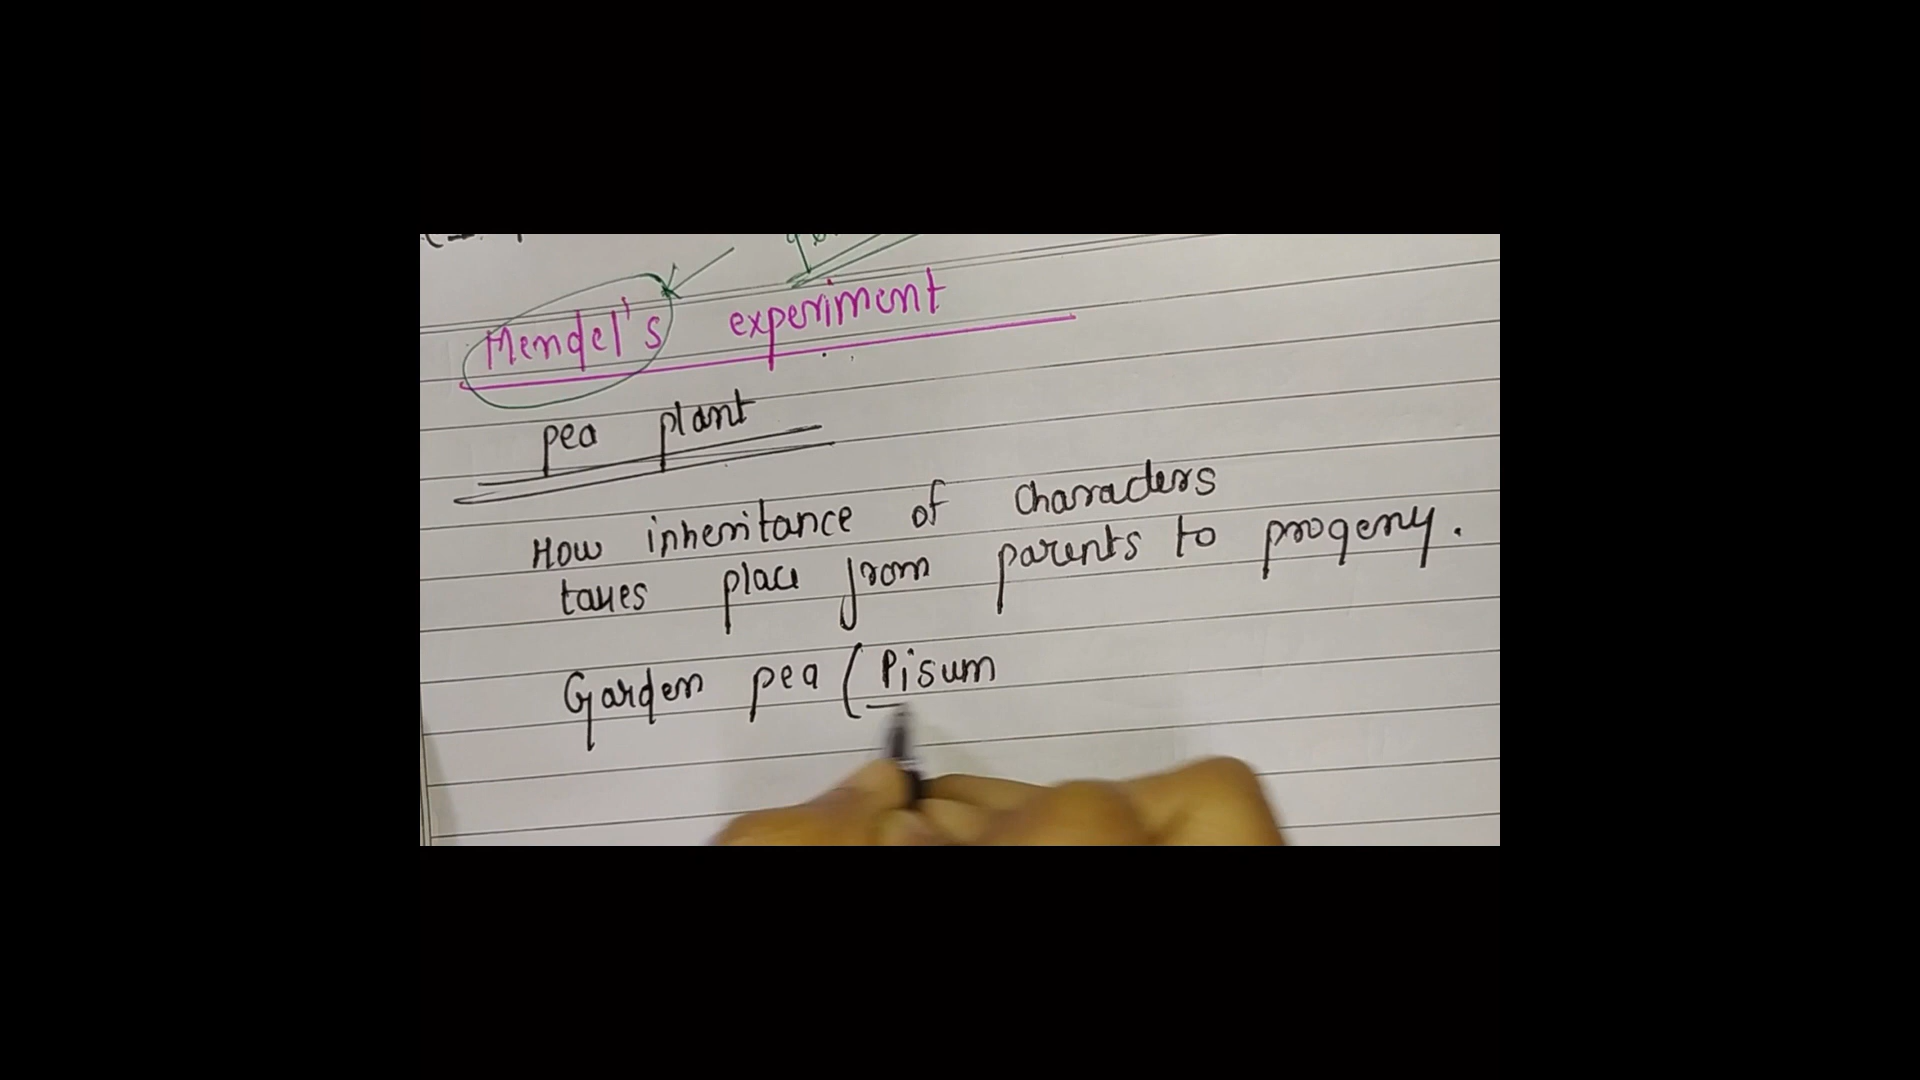 Mendel's experiment
pea plant
How inheritance of characters
takes place from parents to progeny.
Garden pea (Pisum